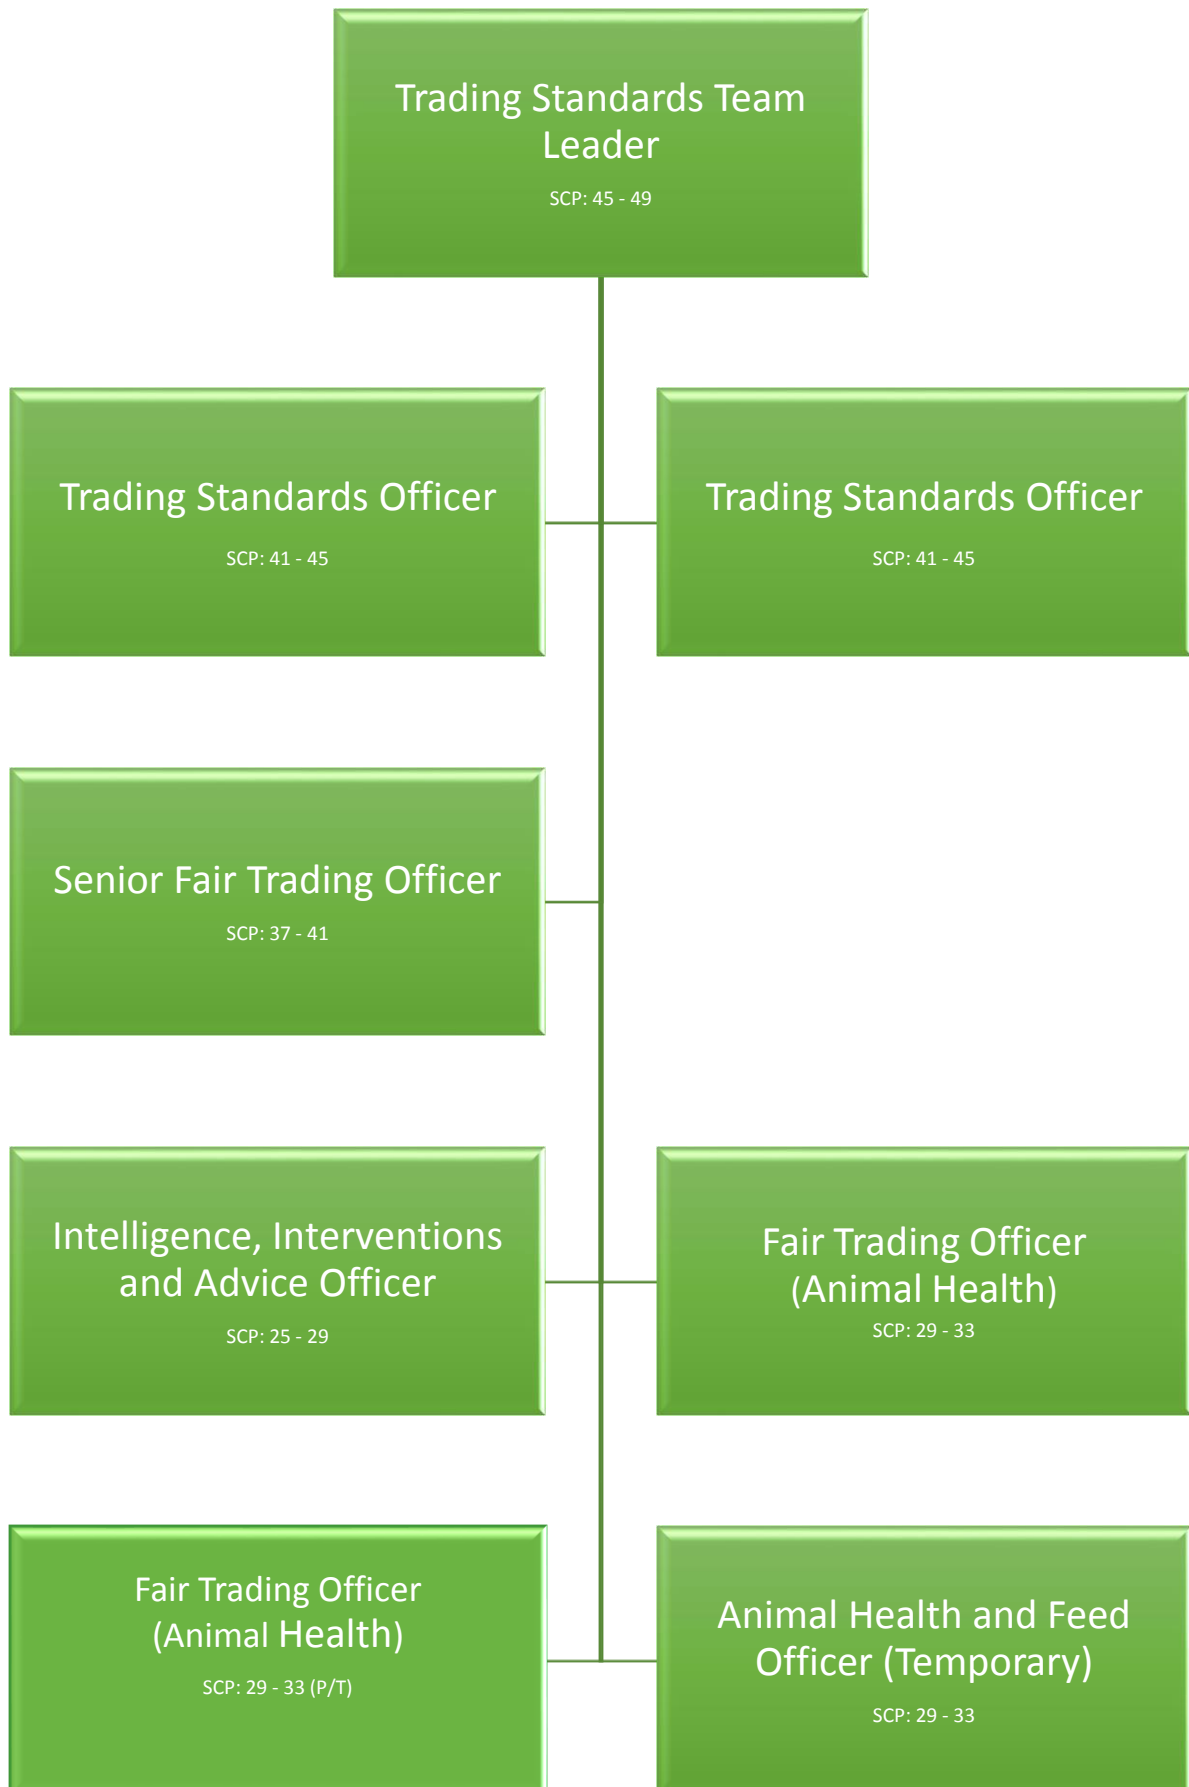 Trading Standards Team
Leader
SCP: 45 - 49
Trading Standards Officer
SCP: 41 - 45
Trading Standards Officer
SCP: 41 - 45
Senior Fair Trading Officer
SCP: 37 - 41
Intelligence, Interventions
and Advice Officer
SCP: 25 - 29
Fair Trading Officer
(Animal Health)
SCP: 29 - 33
Fair Trading Officer
(Animal Health)
SCP: 29 - 33 (P/T)
Animal Health and Feed
Officer (Temporary)
SCP: 29 - 33